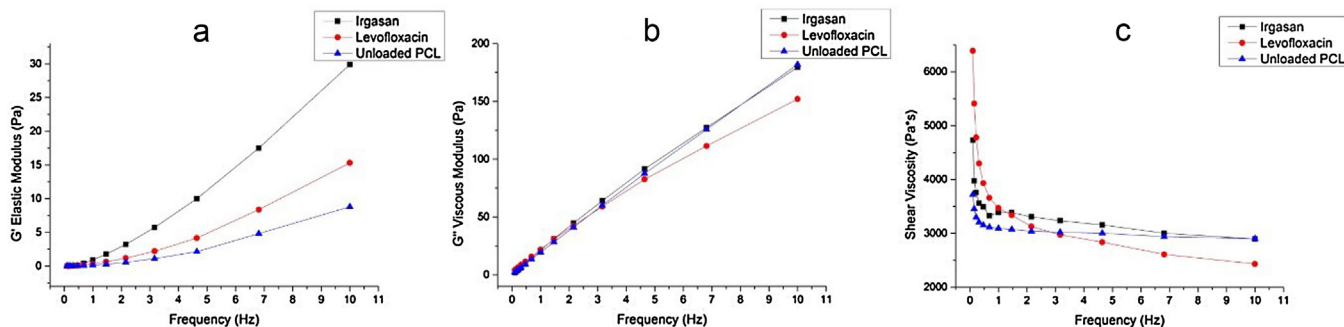 a
Irgasan
Levofloxacin
Unloaded PCL
G' Elastic Modulus (Pa)
30
25
20
15
10
5
0
0 1 2 3 4 5 6 7 8 9 10 11
Frequency (Hz)
b
Irgasan
Levofloxacin
Unloaded PCL
G" Viscous Modulus (Pa)
200
150
100
50
0
0 1 2 3 4 5 6 7 8 9 10 11
Frequency (Hz)
c
Irgasan
Levofloxacin
Unloaded PCL
Shear Viscosity (Pa*s)
6000
5000
4000
3000
2000
0 1 2 3 4 5 6 7 8 9 10 11
Frequency (Hz)